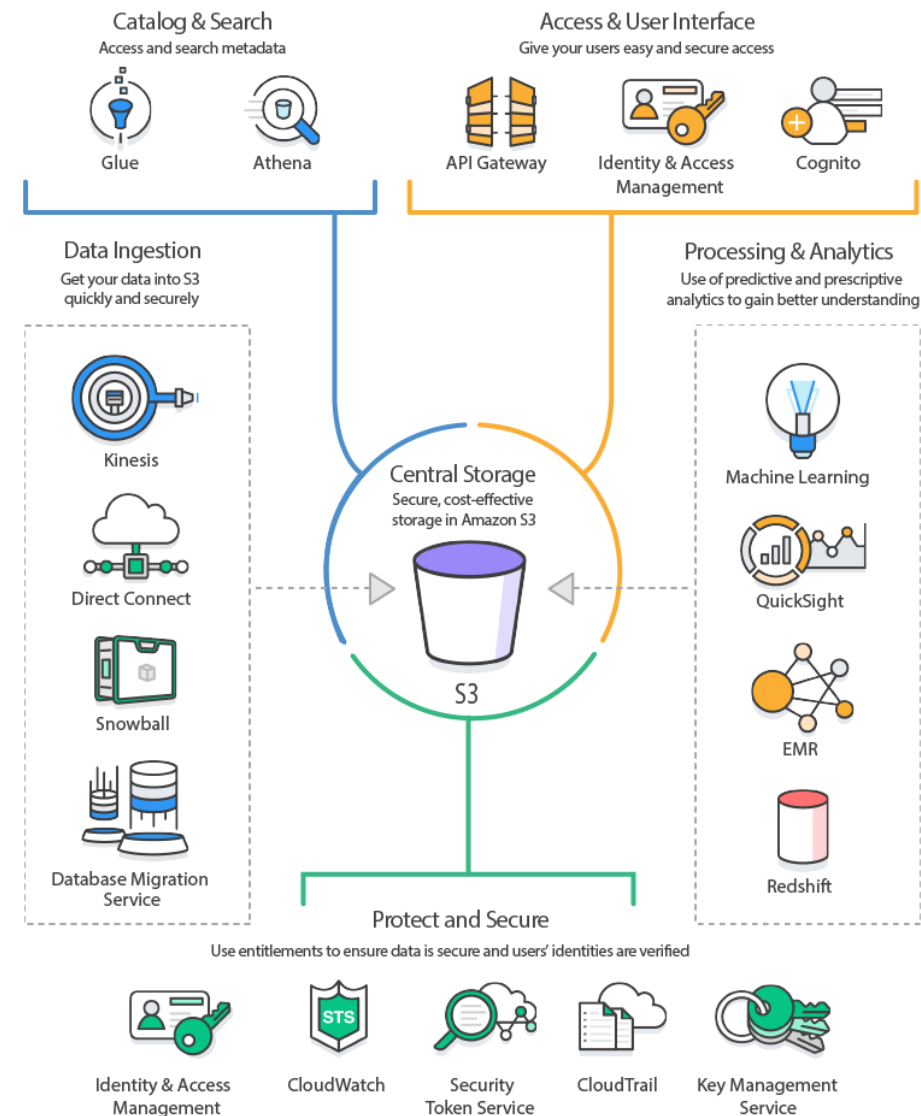 Catalog & Search
Access and search metadata
Glue
Athena
Access & User Interface
Give your users easy and secure access
API Gateway
Identity & Access
Management
Cognito
Data Ingestion
Get your data into S3
quickly and securely
Kinesis
Direct Connect
Snowball
Database Migration
Service
Central Storage
Secure, cost-effective
storage in Amazon S3
S3
Processing & Analytics
Use of predictive and prescriptive
analytics to gain better understanding
Machine Learning
QuickSight
EMR
Redshift
Protect and Secure
Use entitlements to ensure data is secure and users’ identities are verified
Identity & Access
Management
STS
CloudWatch
Security
Token Service
CloudTrail
Key Management
Service